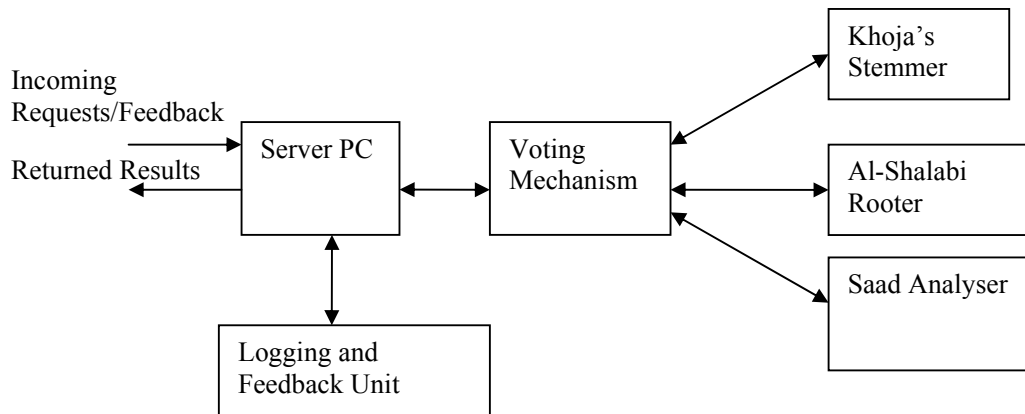 Incoming
Requests/Feedback
Returned Results
Server PC
Voting
Mechanism
Khoja’s
Stemmer
Al-Shalabi
Rooter
Saad Analyser
Logging and
Feedback Unit